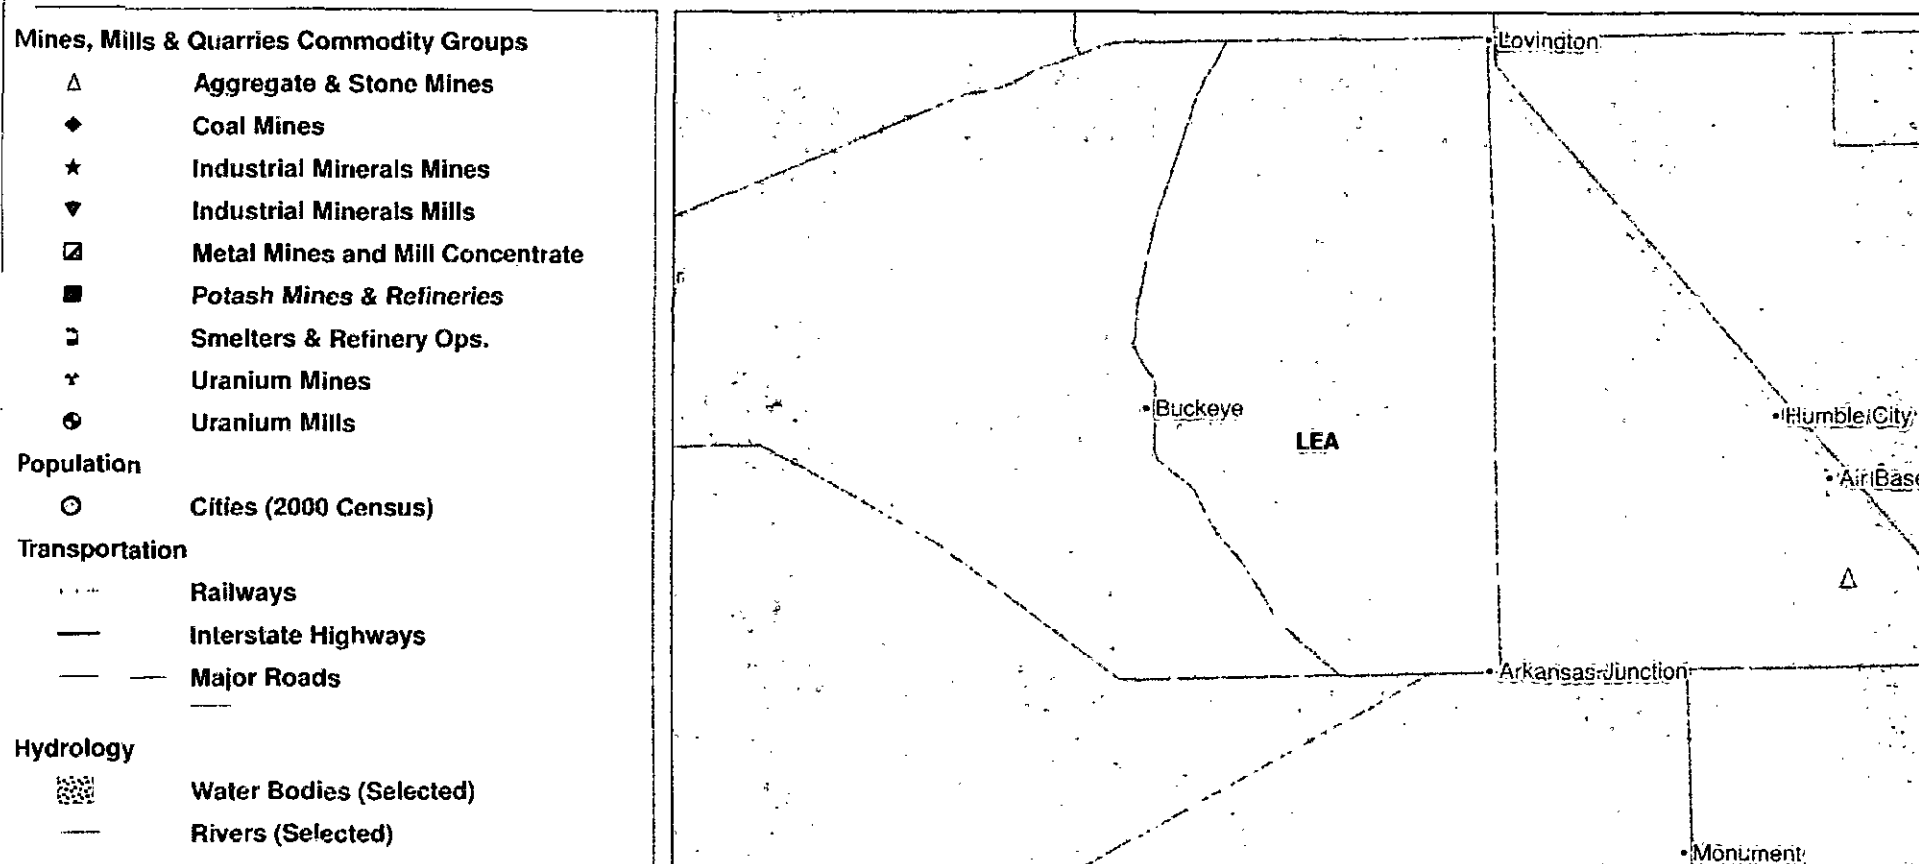 Mines, Mills & Quarries Commodity Groups
Aggregate & Stone Mines
Coal Mines
Industrial Minerals Mines
Industrial Minerals Mills
Metal Mines and Mill Concentrate
Potash Mines & Refineries
Smelters & Refinery Ops.
Uranium Mines
Uranium Mills
Population
Cities (2000 Census)
Transportation
Railways
Interstate Highways
Major Roads
Hydrology
Water Bodies (Selected)
Rivers (Selected)
Lovington
Buckeye
LEA
Humble City
Air Base
Arkansas Junction
Monument